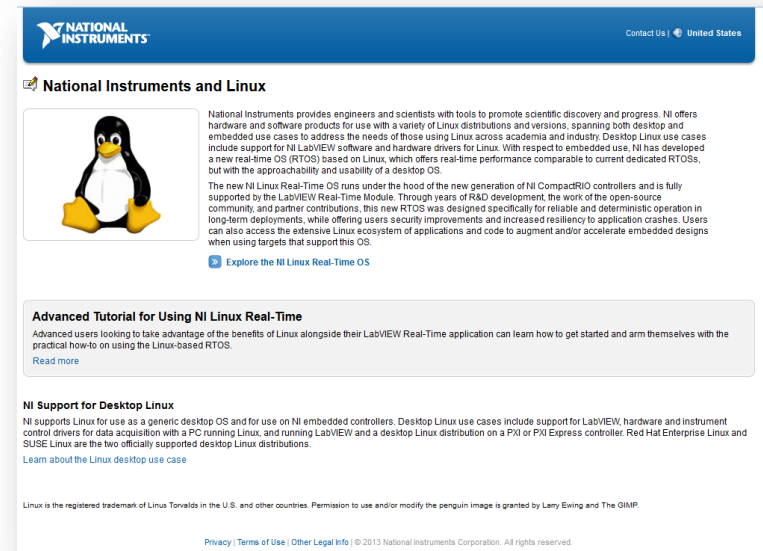 NATIONAL
INSTRUMENTS™
Contact Us | United States
National Instruments and Linux
National Instruments provides engineers and scientists with tools to promote scientific discovery and progress. NI offers
hardware and software products for use with a variety of Linux distributions and versions, spanning both desktop and
embedded use cases to address the needs of those using Linux across academia and industry. Desktop Linux use cases
include support for NI LabVIEW software and hardware drivers for Linux. With respect to embedded use, NI has developed
a new real-time OS (RTOS) based on Linux, which offers real-time performance comparable to current dedicated RTOSs,
but with the approachability and usability of a desktop OS.
The new NI Linux Real-Time OS runs under the hood of the new generation of NI CompactRIO controllers and is fully
supported by the LabVIEW Real-Time Module. Through years of R&D development, the work of the open-source
community, and partner contributions, this new RTOS was designed specifically for reliable and deterministic operation in
long-term deployments, while offering users security improvements and increased resiliency to application crashes. Users
can also access the extensive Linux ecosystem of applications and code to augment and/or accelerate embedded designs
when using targets that support this OS.
Explore the NI Linux Real-Time OS
Advanced Tutorial for Using NI Linux Real-Time
Advanced users looking to take advantage of the benefits of Linux alongside their LabVIEW Real-Time application can learn how to get started and arm themselves with the
practical how-to on using the Linux-based RTOS.
Read more
NI Support for Desktop Linux
NI supports Linux for use as a generic desktop OS and for use on NI embedded controllers. Desktop Linux use cases include support for LabVIEW, hardware and instrument
control drivers for data acquisition with a PC running Linux, and running LabVIEW and a desktop Linux distribution on a PXI or PXI Express controller. Red Hat Enterprise Linux and
SUSE Linux are the two officially supported desktop Linux distributions.
Learn about the Linux desktop use case
Linux is the registered trademark of Linus Torvalds in the U.S. and other countries. Permission to use and/or modify the penguin image is granted by Larry Ewing and The GIMP.
Privacy | Terms of Use | Other Legal Info | © 2013 National Instruments Corporation. All rights reserved.